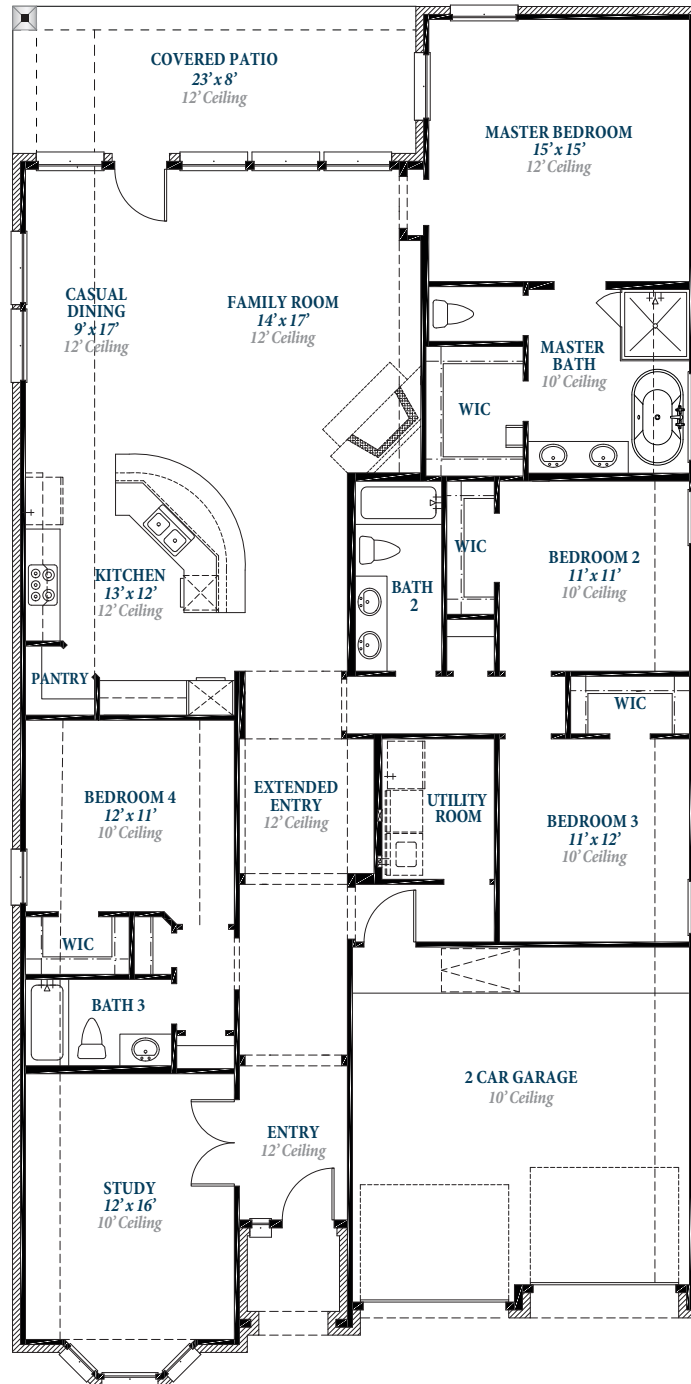 COVERED PATIO
23' x 8'
12' Ceiling
MASTER BEDROOM
15' x 15'
12' Ceiling
CASUAL
DINING
9' x 17'
12' Ceiling
FAMILY ROOM
14' x 17'
12' Ceiling
MASTER
BATH
10' Ceiling
WIC
KITCHEN
13' x 12'
12' Ceiling
BATH
2
WIC
BEDROOM 2
11' x 11'
10' Ceiling
PANTRY
WIC
BEDROOM 4
12' x 11'
10' Ceiling
EXTENDED
ENTRY
12' Ceiling
UTILITY
ROOM
BEDROOM 3
11' x 12'
10' Ceiling
WIC
BATH 3
2 CAR GARAGE
10' Ceiling
ENTRY
12' Ceiling
STUDY
12' x 16'
10' Ceiling